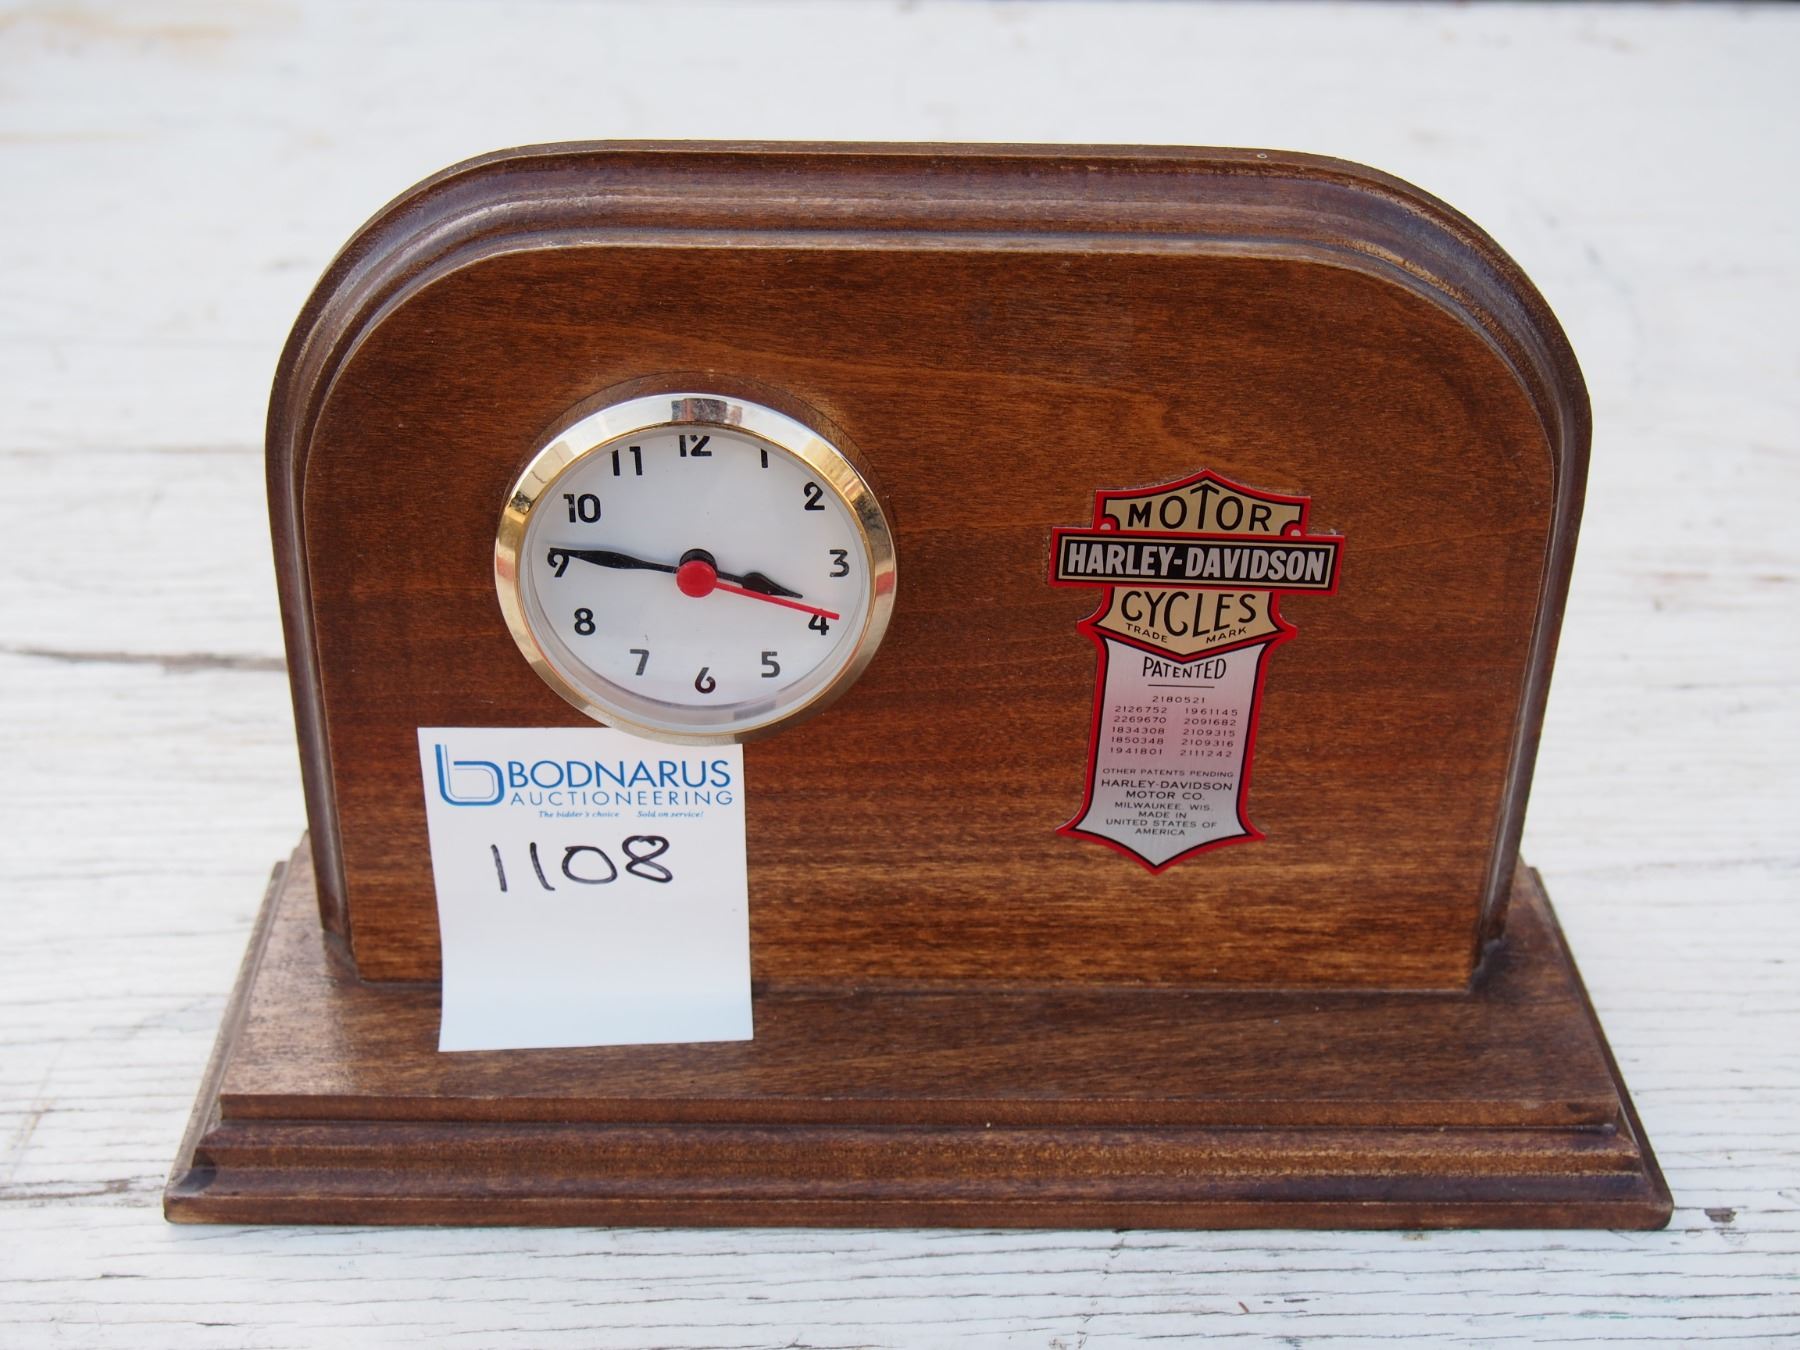 12
1
2
3
4
5
6
7
8
9
10
11
BODNARUS
AUCTIONEERING
The bidder's choice Sold on service!
1108
MOTOR
HARLEY-DAVIDSON
CYCLES
TRADE MARK
PATENTED
2180521
2126752 1961145
2269670 2091682
1834308 2109315
1850348 2109316
1941801 2111242
OTHER PATENTS PENDING
HARLEY-DAVIDSON
MOTOR CO.
MILWAUKEE, WIS.
MADE IN
UNITED STATES OF
AMERICA